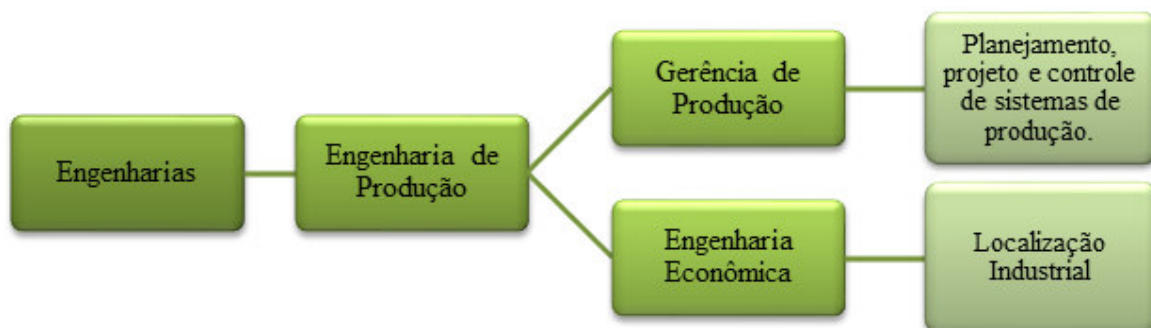 Engenharias
Engenharia de
Produção
Gerência de
Produção
Planejamento,
projeto e controle
de sistemas de
produção.
Engenharia
Econômica
Localização
Industrial